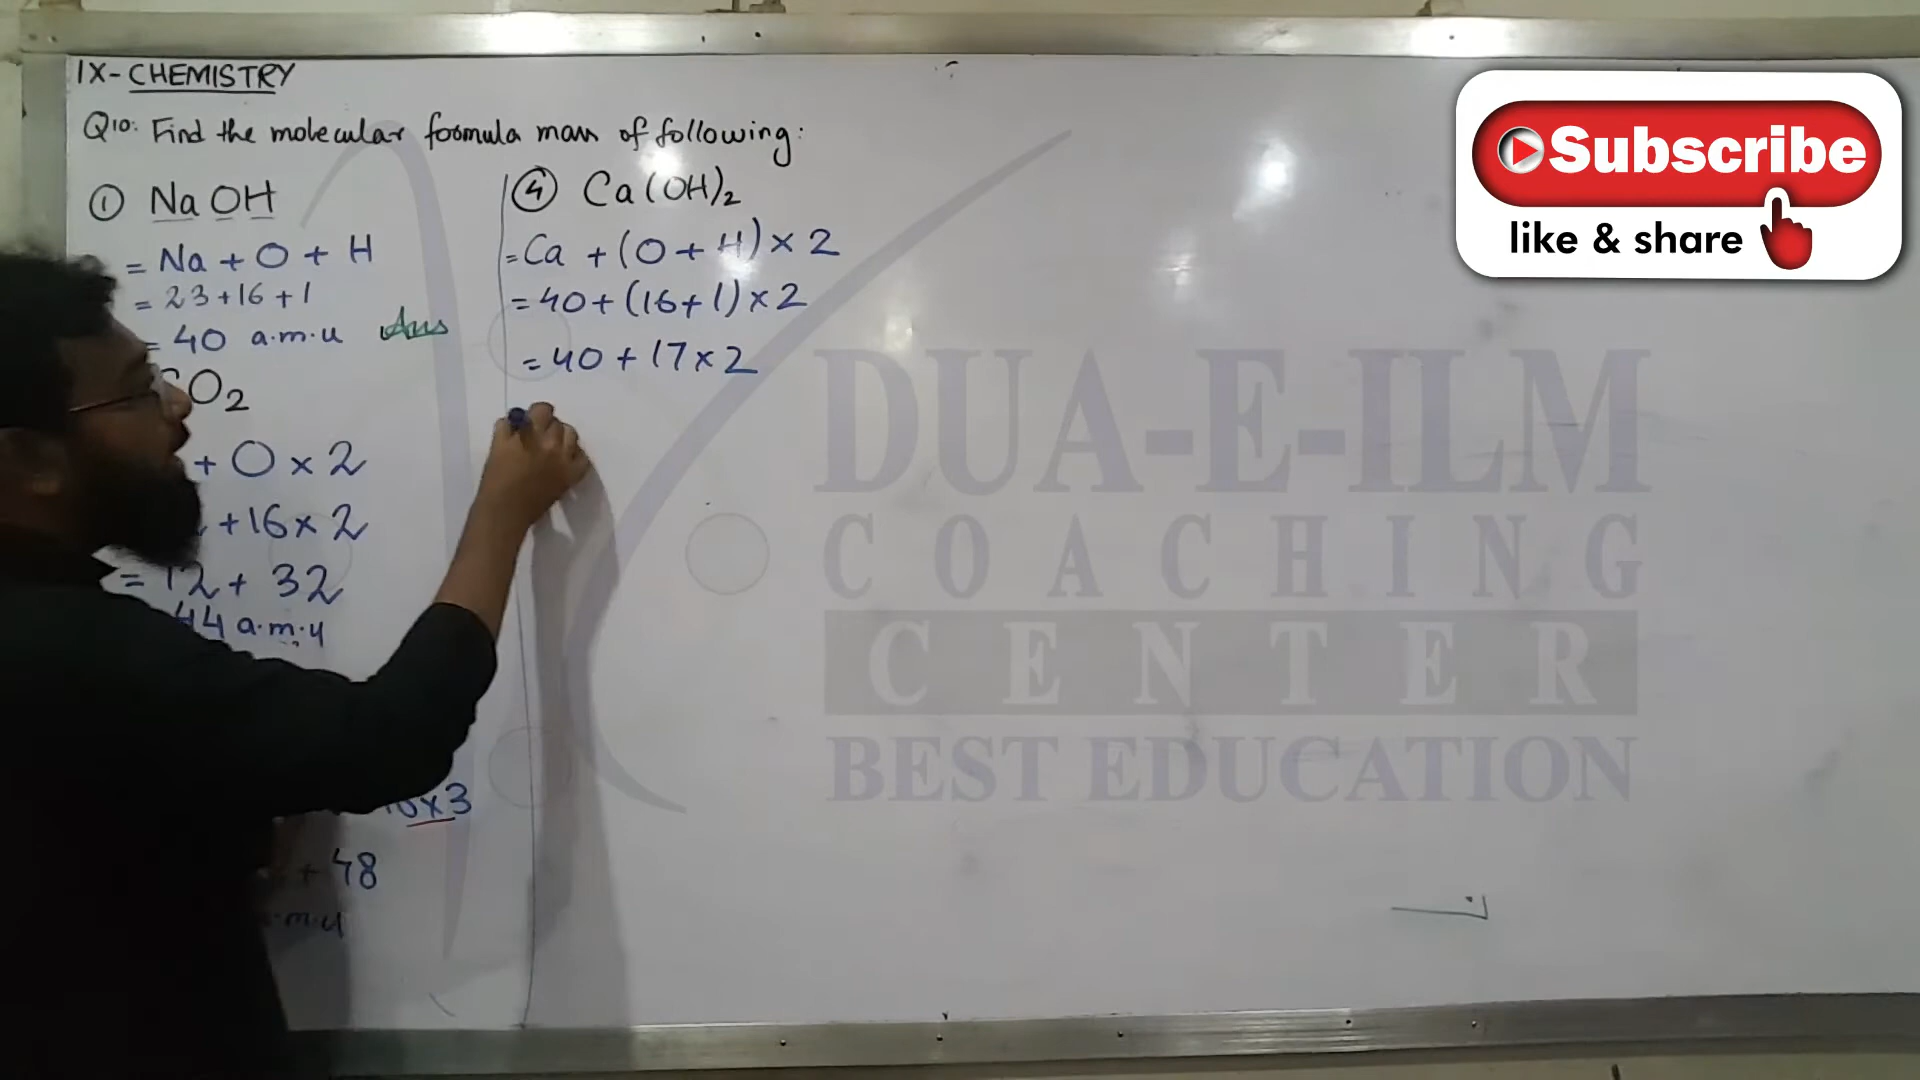 IX- CHEMISTRY
Q10: Find the molecular formula mass of following:
① NaOH
= Na + O + H
= 23+16+1
= 40 a.m.u Ans
O2
+ O × 2
+16×2
= 12 + 32
44 a.m.u
×3
+ 48
a.m.u
④ Ca(OH)2
= Ca + (O + H) × 2
= 40+ (16+1) × 2
= 40 + 17 × 2
Subscribe
like & share
DUA-E-ILM
COACHING
CENTER
BEST EDUCATION